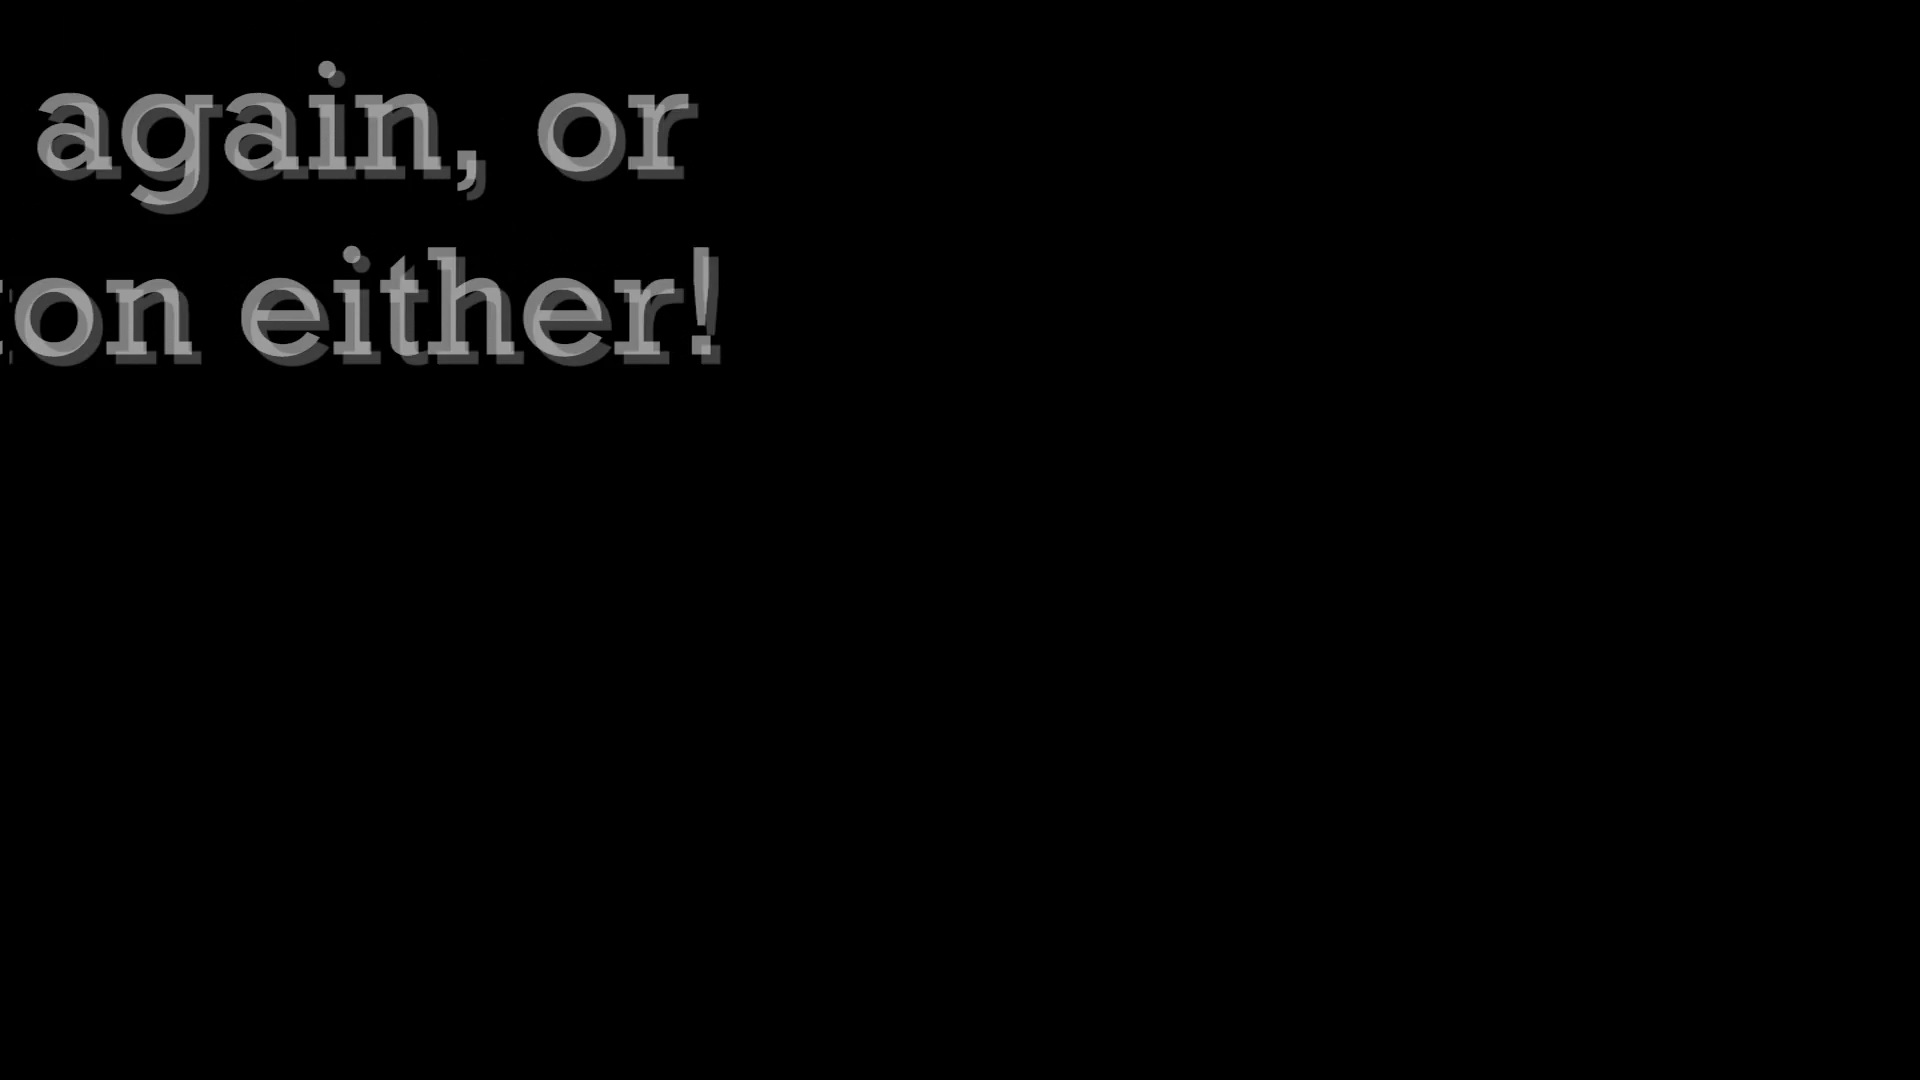 again, or
on either!